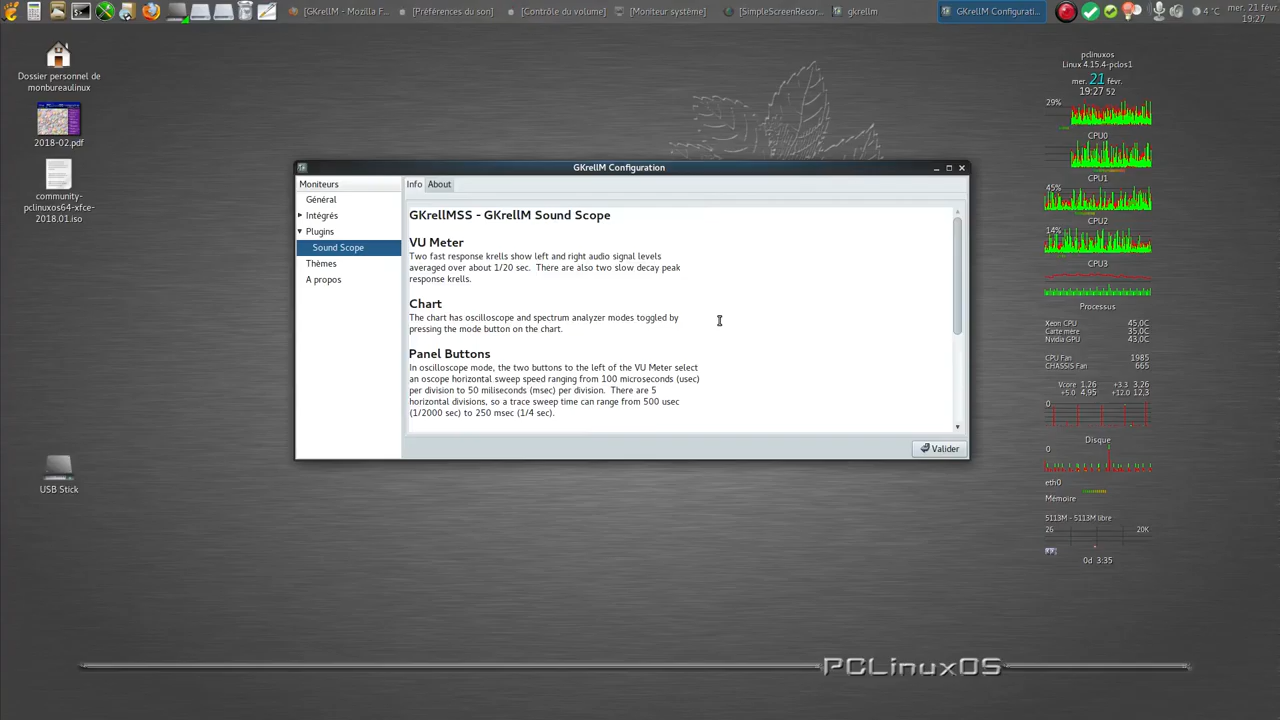 [GKrellM - Mozilla F...
[Préférences du son]
[Contrôle du volume]
[Moniteur système]
[SimpleScreenRecor...
gkrellm
GKrellM Configurati...
4 °C
mer. 21 févr.
19:27
Dossier personnel de
monbureaulinux
2018-02.pdf
community-
pclinuxos64-xfce-
2018.01.iso
USB Stick
GKrellM Configuration
Moniteurs
Général
Intégrés
Plugins
Sound Scope
Thèmes
A propos
Info
About
GKrellMSS - GKrellM Sound Scope
VU Meter
Two fast response krells show left and right audio signal levels
averaged over about 1/20 sec.  There are also two slow decay peak
response krells.
Chart
The chart has oscilloscope and spectrum analyzer modes toggled by
pressing the mode button on the chart.
Panel Buttons
In oscilloscope mode, the two buttons to the left of the VU Meter select
an oscope horizontal sweep speed ranging from 100 microseconds (usec)
per division to 50 miliseconds (msec) per division.  There are 5
horizontal divisions, so a trace sweep time can range from 500 usec
(1/2000 sec) to 250 msec (1/4 sec).
Valider
pclinuxos
Linux 4.15.4-pclos1
mer. 21 févr.
19:27 52
29%
CPU0
CPU1
45%
CPU2
14%
CPU3
Processus
Xeon CPU 45,0C
Carte mère 35,0C
Nvidia GPU 43,0C
CPU Fan 1985
CHASSIS Fan 665
Vcore 1,26 +3.3 3,26
+5.0 4,95 +12.0 12,3
0
Disque
0
eth0
Mémoire
5113M - 5113M libre
26 20K
0d 3:35
PCLinuxOS